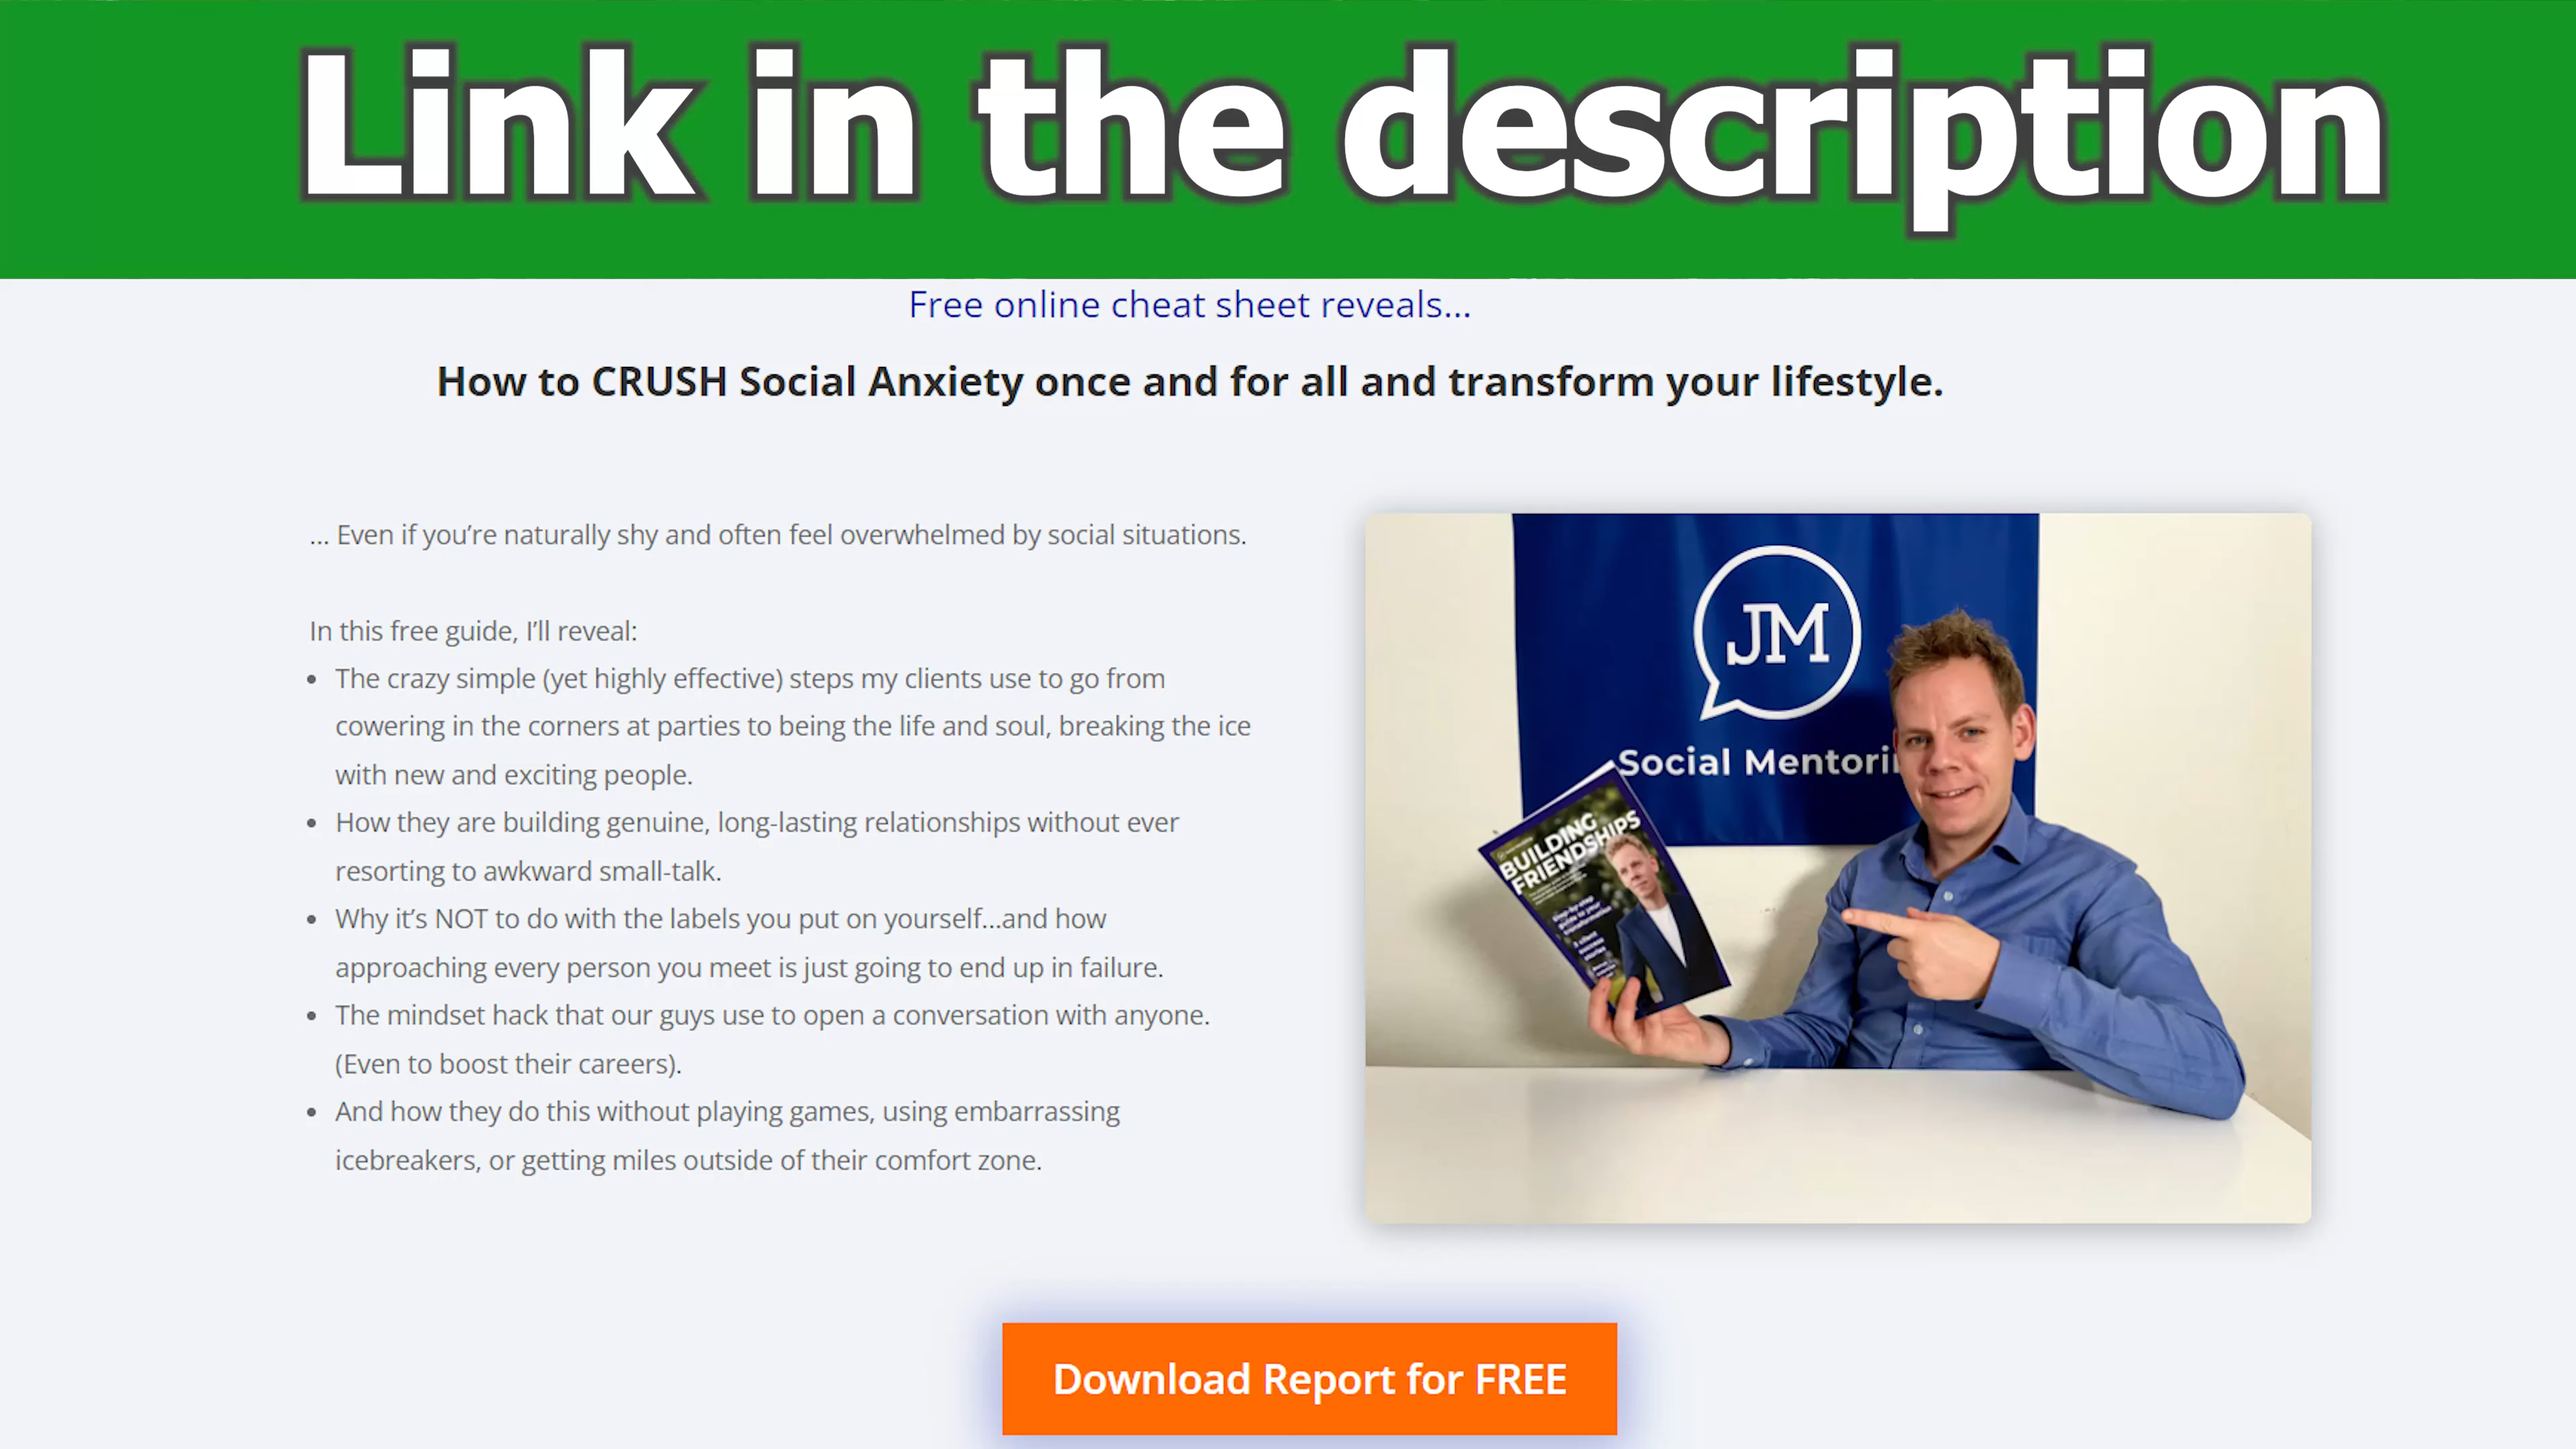 Link in the description
Free online cheat sheet reveals...
How to CRUSH Social Anxiety once and for all and transform your lifestyle.
... Even if you’re naturally shy and often feel overwhelmed by social situations.
In this free guide, I’ll reveal:
• The crazy simple (yet highly effective) steps my clients use to go from
cowering in the corners at parties to being the life and soul, breaking the ice
with new and exciting people.
• How they are building genuine, long-lasting relationships without ever
resorting to awkward small-talk.
• Why it’s NOT to do with the labels you put on yourself...and how
approaching every person you meet is just going to end up in failure.
• The mindset hack that our guys use to open a conversation with anyone.
(Even to boost their careers).
• And how they do this without playing games, using embarrassing
icebreakers, or getting miles outside of their comfort zone.
JM
Social Mentori
BUILDING
FRIENDSHIPS
Download Report for FREE